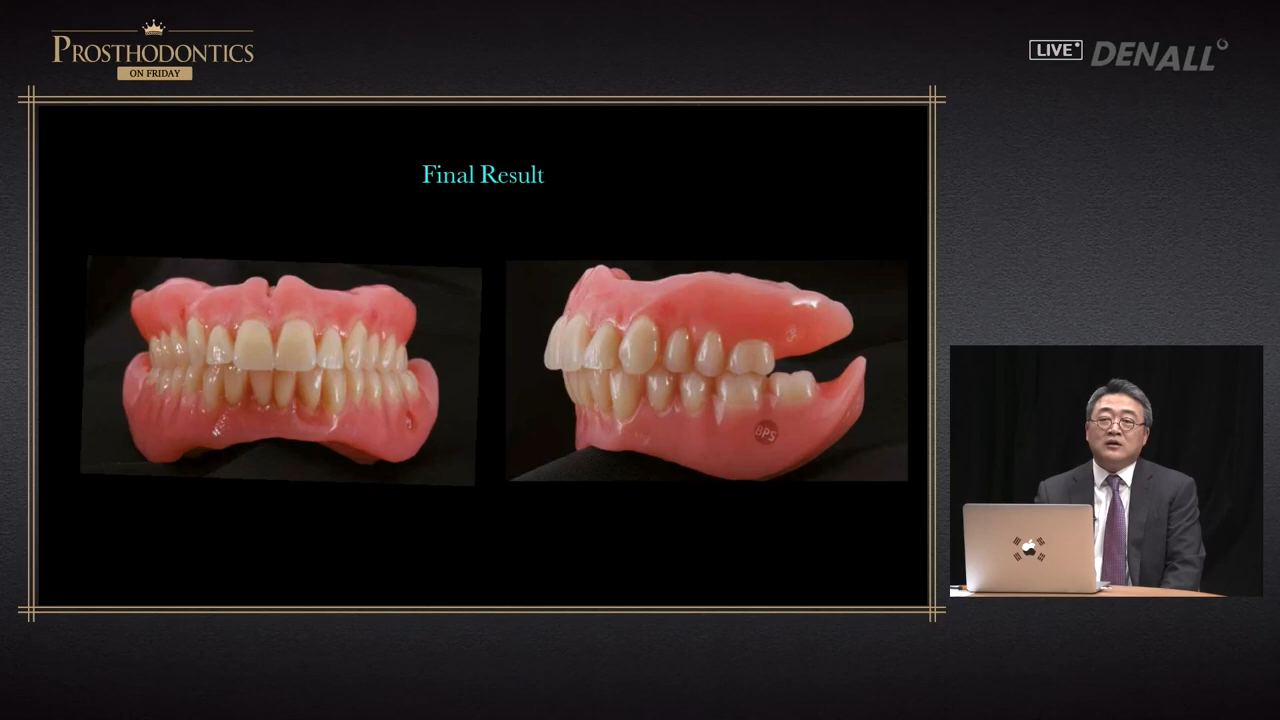 PROSTHODONTICS
ON FRIDAY
LIVE
DENALL
Final Result
BPS